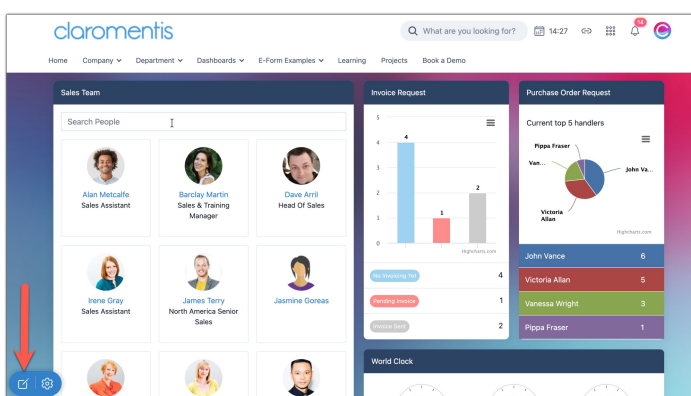 claromentis
What are you looking for?
14:27
14
Home Company Department Dashboards E-Form Examples Learning Projects Book a Demo
Sales Team
Search People
Alan Metcalfe
Sales Assistant
Barclay Martin
Sales & Training
Manager
Dave Arril
Head Of Sales
Irene Gray
Sales Assistant
James Terry
North America Senior
Sales
Jasmine Goreas
Invoice Request
5
4
3
2
1
0
4
1
2
Highcharts.com
No Invoicing Yet 4
Pending Invoice 1
Invoice Sent 2
Purchase Order Request
Current top 5 handlers
Pippa Fraser
Van...
John Va...
Victoria
Allan
Highcharts.com
John Vance 6
Victoria Allan 5
Vanessa Wright 3
Pippa Fraser 1
World Clock